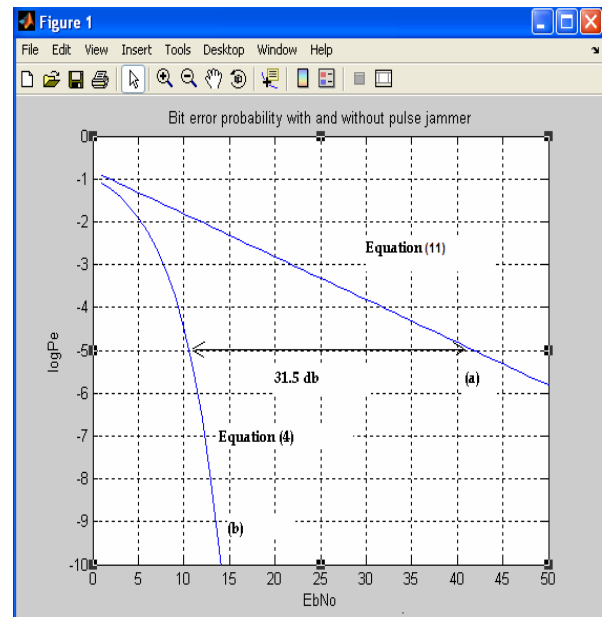 Figure 1
File Edit View Insert Tools Desktop Window Help
Bit error probability with and without pulse jammer
0
-1
-2
-3
-4
-5
-6
-7
-8
-9
-10
logPe
Equation (11)
31.5 db
(a)
Equation (4)
(b)
0 5 10 15 20 25 30 35 40 45 50
EbNo